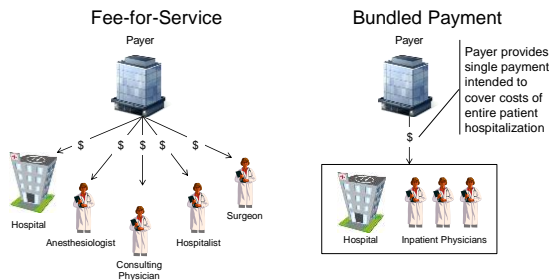 Fee-for-Service
Payer
$ $ $ $ $
Hospital
Anesthesiologist
Consulting
Physician
Hospitalist
Surgeon
Bundled Payment
Payer
Payer provides
single payment
intended to
cover costs of
entire patient
hospitalization
$
Hospital
Inpatient Physicians